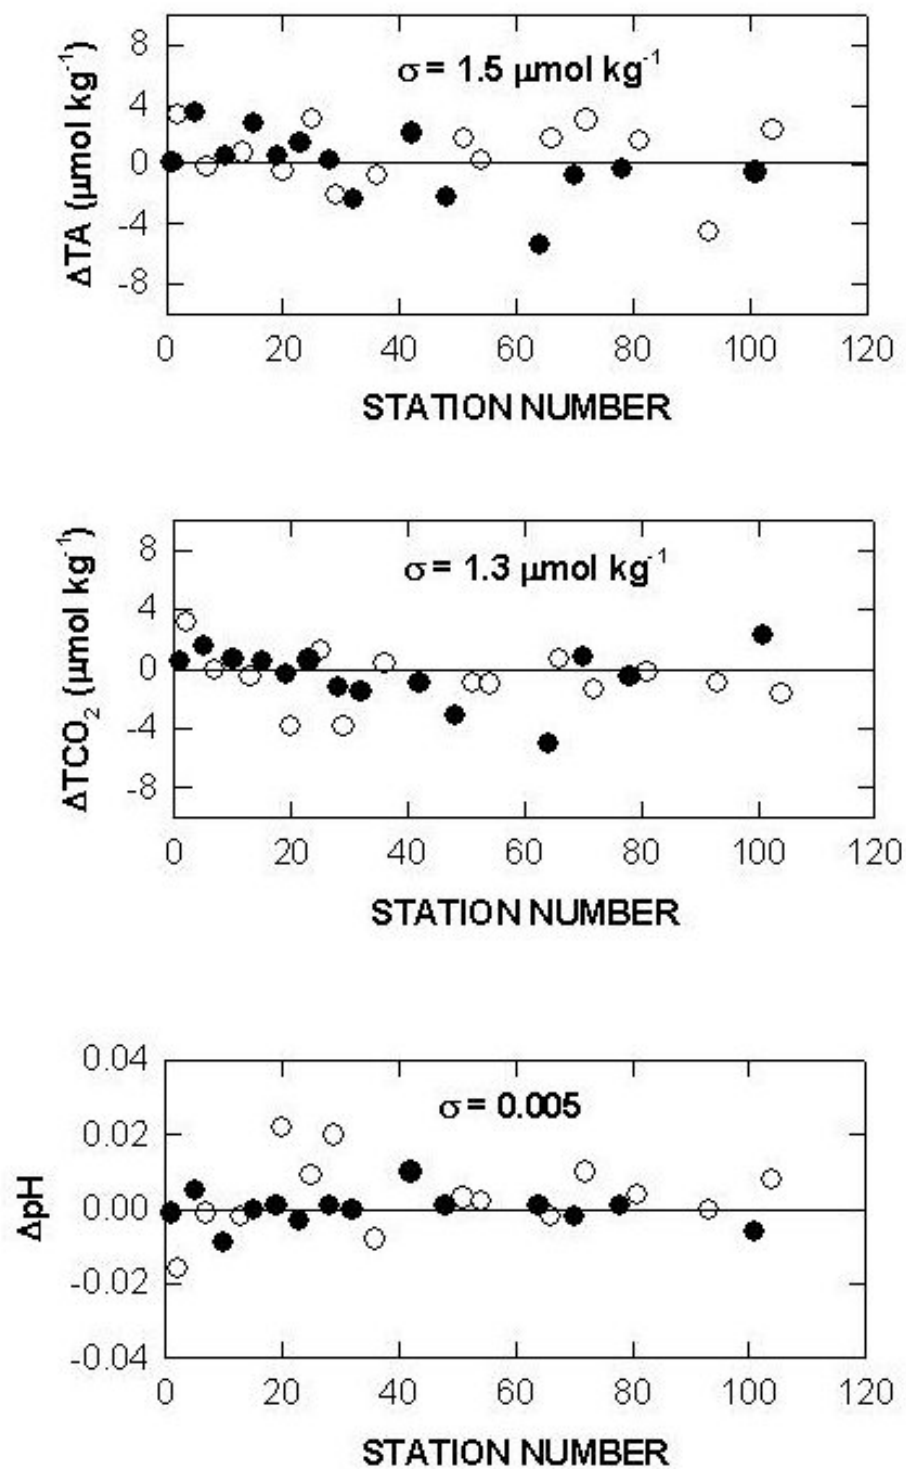 8
4
0
-4
-8
ΔTA (μmol kg⁻¹)
σ = 1.5 μmol kg⁻¹
0 20 40 60 80 100 120
STATION NUMBER
8
4
0
-4
-8
ΔTCO₂ (μmol kg⁻¹)
σ = 1.3 μmol kg⁻¹
0 20 40 60 80 100 120
STATION NUMBER
0.04
0.02
0.00
-0.02
-0.04
ΔpH
σ = 0.005
0 20 40 60 80 100 120
STATION NUMBER